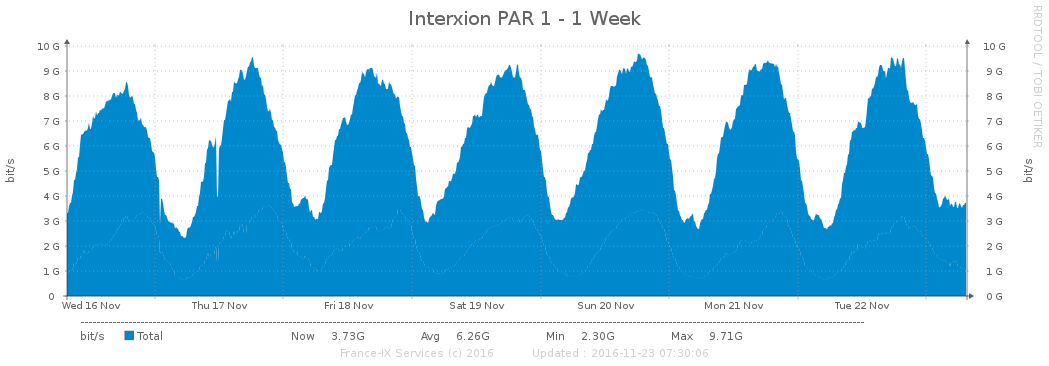 Interxion PAR 1 - 1 Week
RRDTOOL / TOBI OETIKER
10 G 10 G
9 G 9 G
8 G 8 G
7 G 7 G
6 G 6 G
5 G 5 G
4 G 4 G
3 G 3 G
2 G 2 G
1 G 1 G
0 0 G
bit/s
bit/s
Wed 16 Nov Thu 17 Nov Fri 18 Nov Sat 19 Nov Sun 20 Nov Mon 21 Nov Tue 22 Nov
bit/s Total Now 3.73G Avg 6.26G Min 2.30G Max 9.71G
France-IX Services (c) 2016 Updated : 2016-11-23 07:30:06